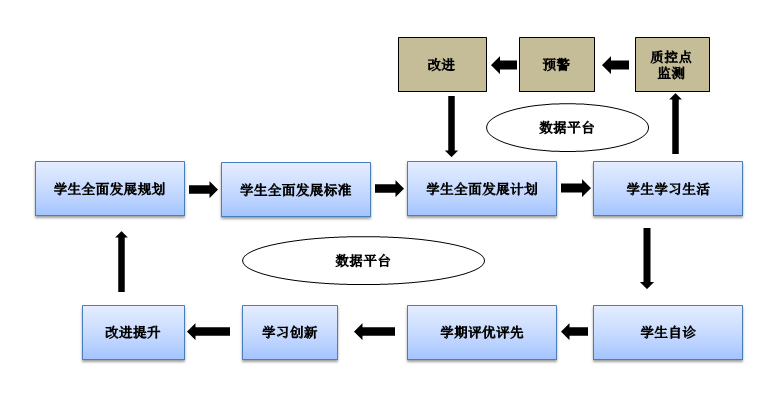 改进
预警
质控点
监测
数据平台
学生全面发展规划
学生全面发展标准
学生全面发展计划
学生学习生活
数据平台
改进提升
学习创新
学期评优评先
学生自诊